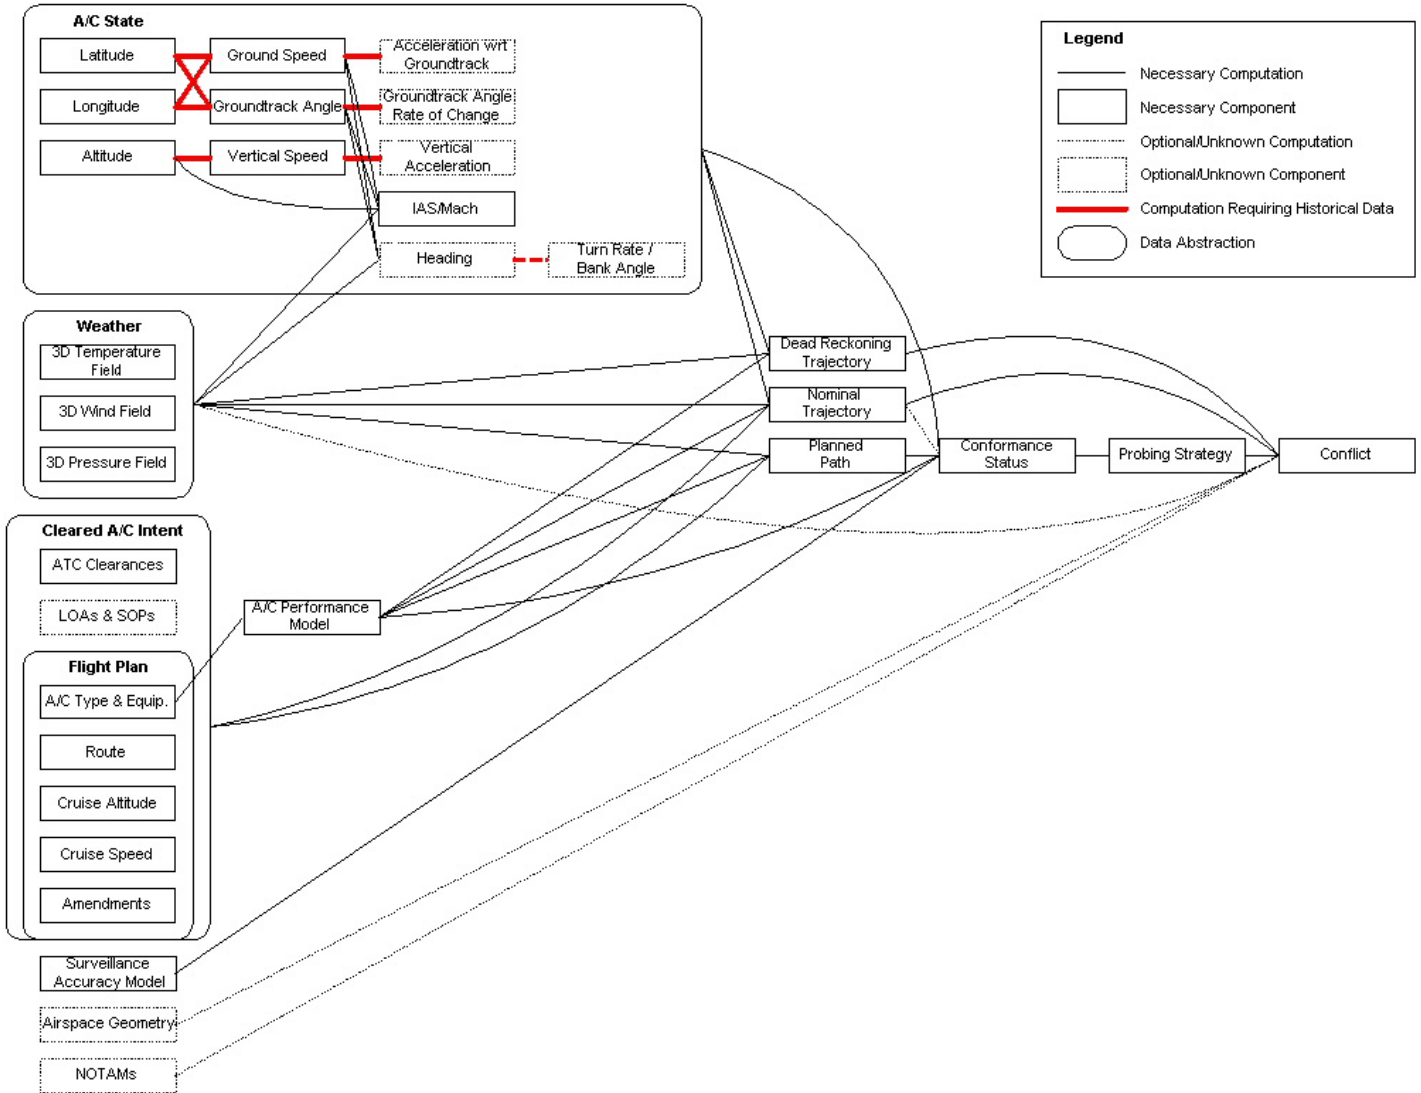 A/C State
Latitude
Ground Speed
Acceleration wrt
Groundtrack
Longitude
Groundtrack Angle
Groundtrack Angle
Rate of Change
Altitude
Vertical Speed
Vertical
Acceleration
IAS/Mach
Heading
Turn Rate /
Bank Angle
Legend
Necessary Computation
Necessary Component
Optional/Unknown Computation
Optional/Unknown Component
Computation Requiring Historical Data
Data Abstraction
Weather
3D Temperature
Field
3D Wind Field
3D Pressure Field
Dead Reckoning
Trajectory
Nominal
Trajectory
Planned
Path
Conformance
Status
Probing Strategy
Conflict
Cleared A/C Intent
ATC Clearances
LOAs & SOPs
A/C Performance
Model
Flight Plan
A/C Type & Equip.
Route
Cruise Altitude
Cruise Speed
Amendments
Surveillance
Accuracy Model
Airspace Geometry
NOTAMs